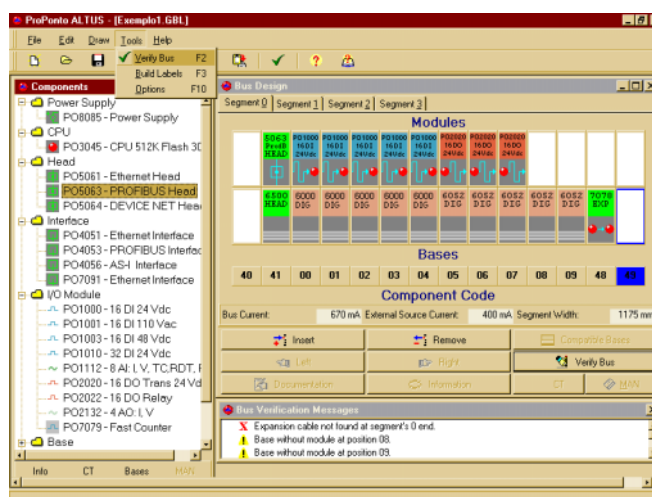 ProPonto ALTUS - [Exemplo1.GBL]
File Edit Draw Tools Help
Verify Bus F2
Build Labels F3
Options F10
Components
Power Supply
PO8085 - Power Supply
CPU
PO3045 - CPU 512K Flash 3D
Head
PO5061 - Ethernet Head
PO5063 - PROFIBUS Head
PO5064 - DEVICE NET Head
Interface
PO4051 - Ethernet Interface
PO4053 - PROFIBUS Interfac
PO4056 - AS-I Interface
PO7091 - Ethernet Interface
I/O Module
PO1000 - 16 DI 24 Vdc
PO1001 - 16 DI 110 Vac
PO1003 - 16 DI 48 Vdc
PO1010 - 32 DI 24 Vdc
PO1112 - 8 AI: I, V, TC,RDT, F
PO2020 - 16 DO Trans 24 Vd
PO2022 - 16 DO Relay
PO2132 - 4 AO: I, V
PO7079 - Fast Counter
Base
Info CT Bases MAN
Bus Design
Segment 0 Segment 1 Segment 2 Segment 3
Modules
5063 PO1000 PO1000 PO1000 PO1000 PO1000 PO2020 PO2020 PO2020
ProfB 16DI 16DI 16DI 16DI 16DI 16DO 16DO 16DO
HEAD 24Vdc 24Vdc 24Vdc 24Vdc 24Vdc 24Vdc 24Vdc 24Vdc
6500 6000 6000 6000 6000 6000 6052 6052 6052 6052 6052 7078
HEAD DIG DIG DIG DIG DIG DIG DIG DIG DIG DIG EXP
Bases
40 41 00 01 02 03 04 05 06 07 08 09 48 49
Component Code
Bus Current: 670 mA External Source Current: 400 mA Segment Width: 1175 mm
Insert Remove Compatible Bases
Left Right Verify Bus
Documentation Information CT MAN
Bus Verification Messages
X Expansion cable not found at segment's 0 end.
! Base without module at position 08.
! Base without module at position 09.